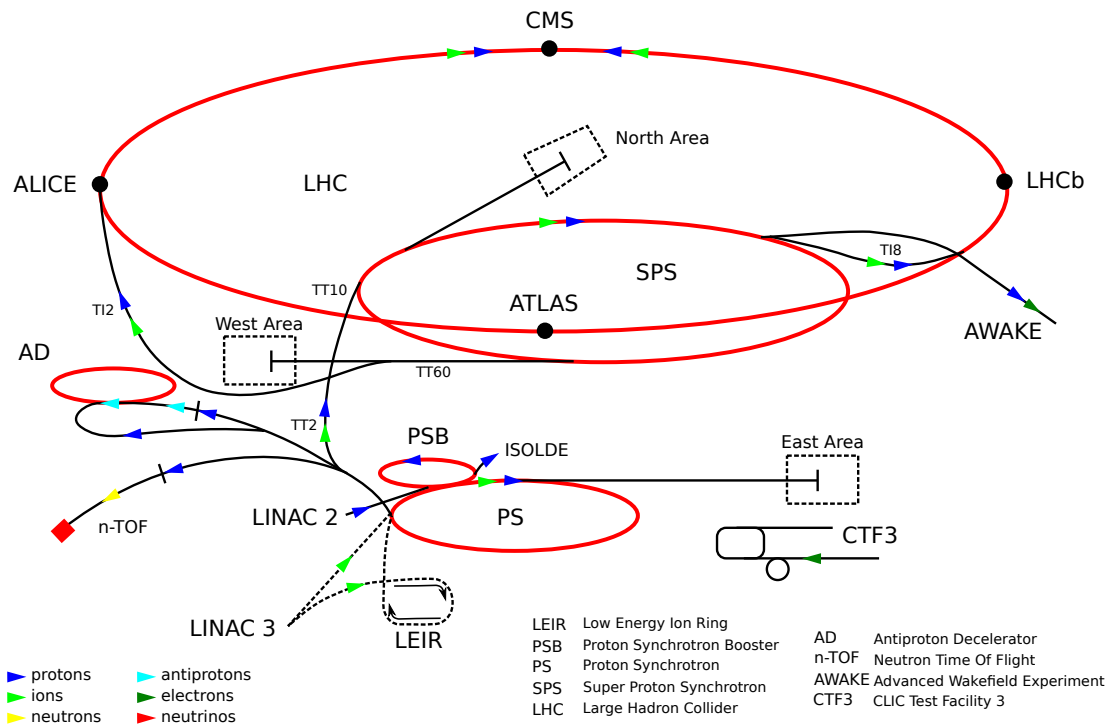 CMS
North Area
ALICE
LHC
LHCb
SPS
TI8
TT10
TI2
ATLAS
West Area
AWAKE
AD
TT60
TT2
PSB
ISOLDE
East Area
n-TOF
LINAC 2
PS
CTF3
LINAC 3
LEIR
protons
ions
neutrons
antiprotons
electrons
neutrinos
LEIR Low Energy Ion Ring
PSB Proton Synchrotron Booster
PS Proton Synchrotron
SPS Super Proton Synchrotron
LHC Large Hadron Collider
AD Antiproton Decelerator
n-TOF Neutron Time Of Flight
AWAKE Advanced Wakefield Experiment
CTF3 CLIC Test Facility 3